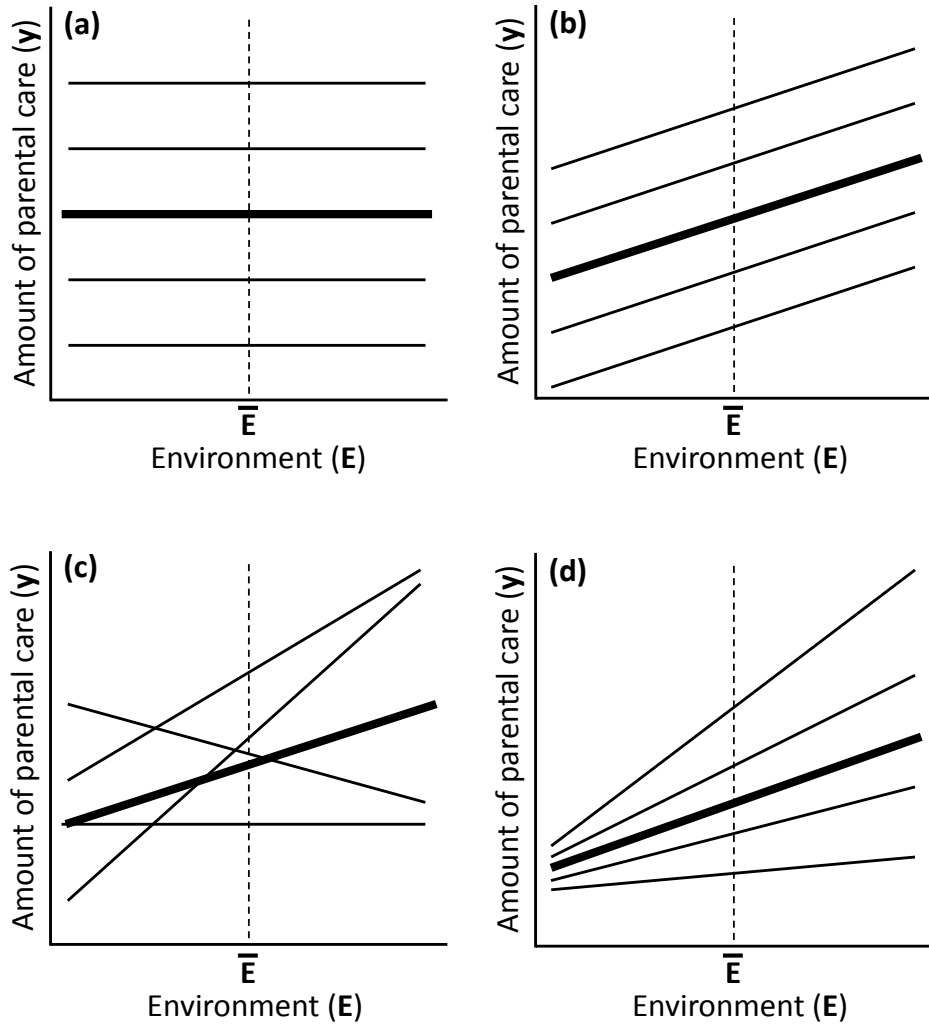 (a)
Amount of parental care (y)
E
Environment (E)
(b)
Amount of parental care (y)
E
Environment (E)
(c)
Amount of parental care (y)
E
Environment (E)
(d)
Amount of parental care (y)
E
Environment (E)